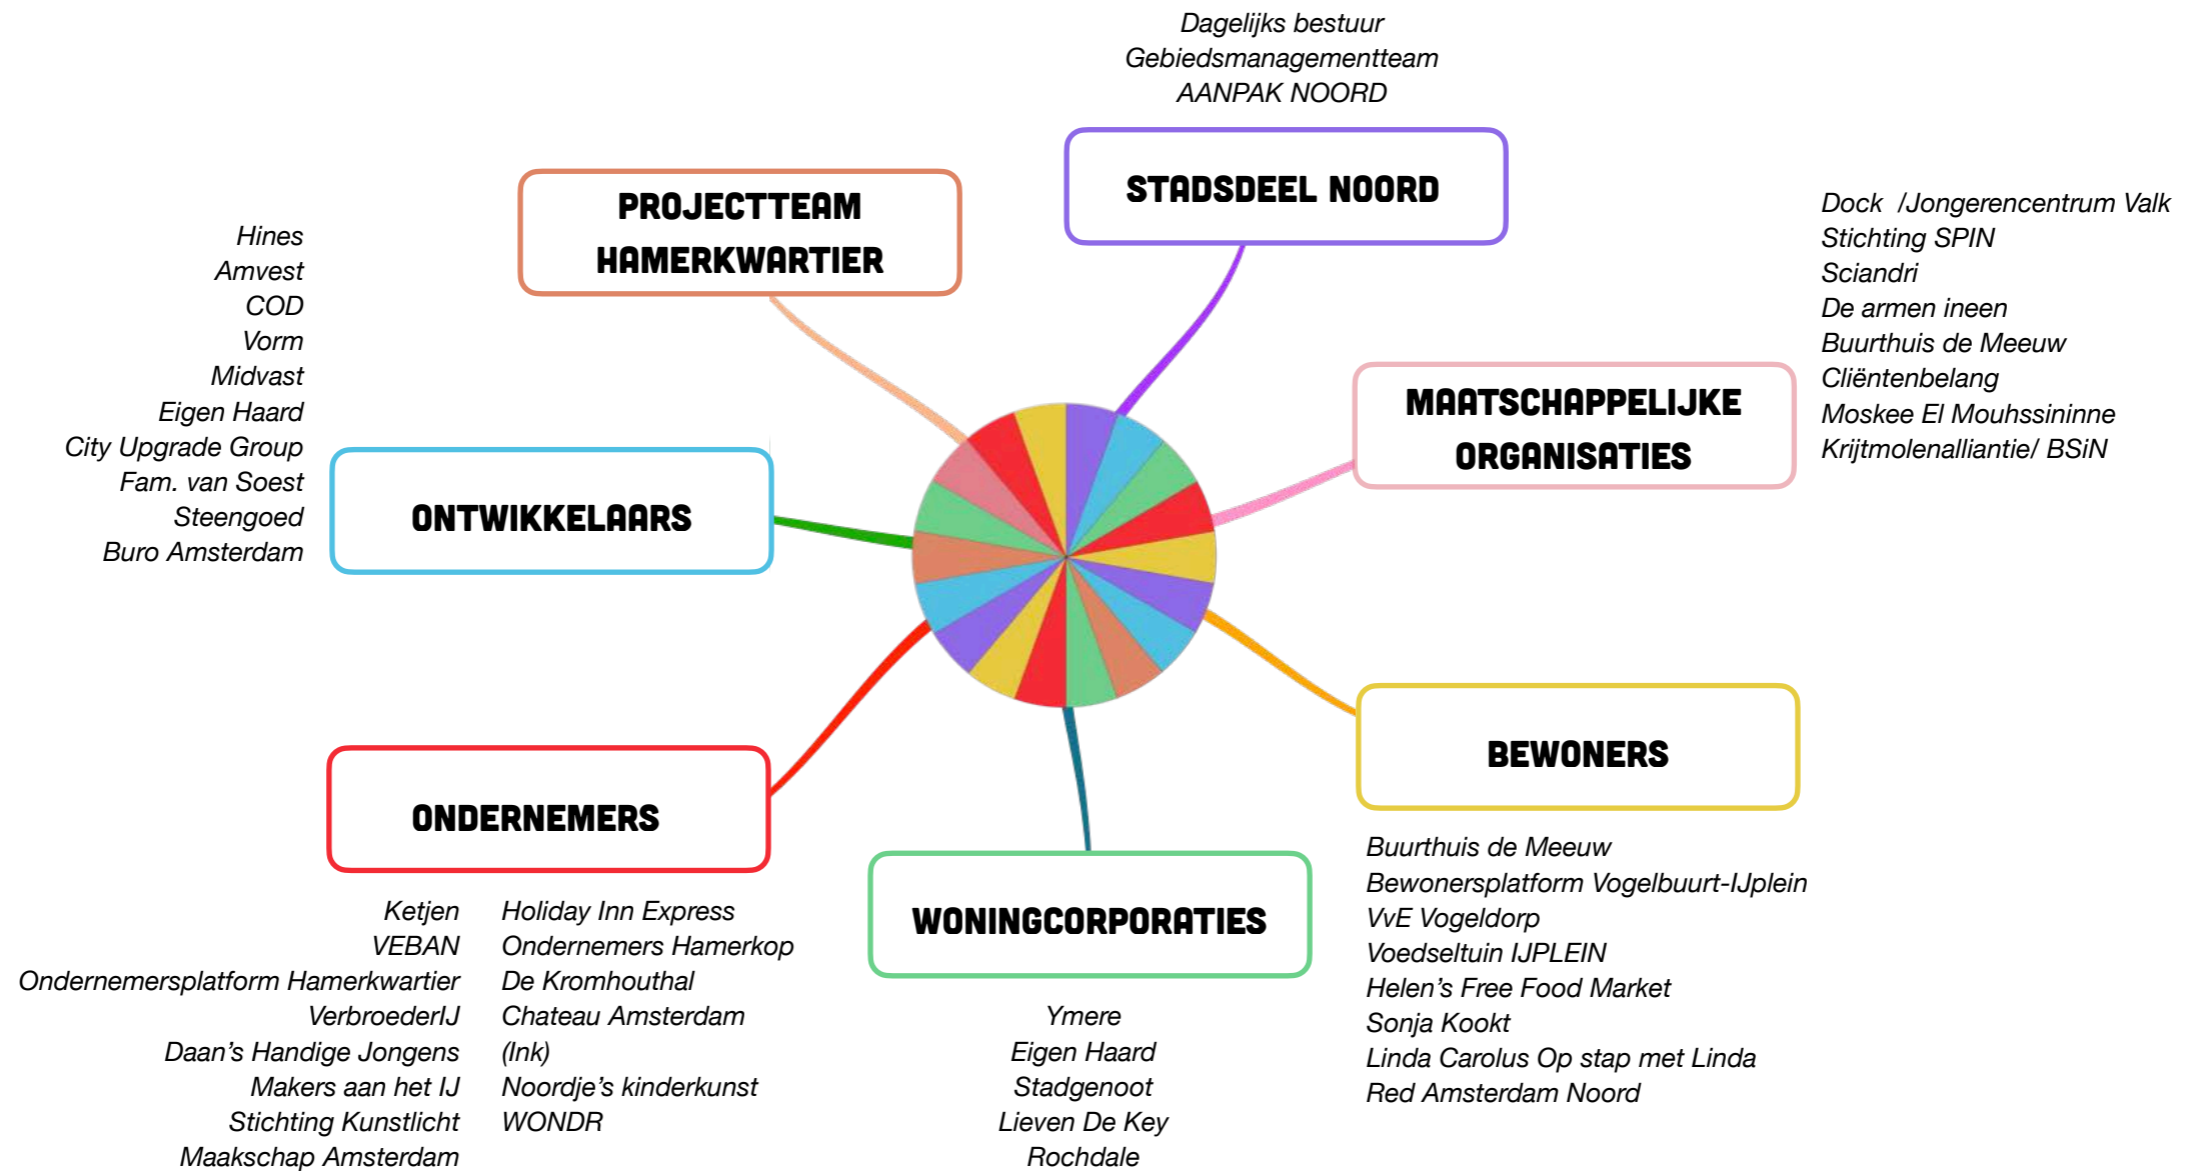 Dagelijks bestuur
Gebiedsmanagementteam
AANPAK NOORD
STADSDEEL NOORD
PROJECTTEAM
HAMERKWARTIER
Hines
Amvest
COD
Vorm
Midvast
Eigen Haard
City Upgrade Group
Fam. van Soest
Steengoed
Buro Amsterdam
ONTWIKKELAARS
Dock /Jongerencentrum Valk
Stichting SPIN
Sciandri
De armen ineen
Buurthuis de Meeuw
Cliëntenbelang
Moskee El Mouhssininne
Krijtmolenalliantie/ BSiN
MAATSCHAPPELIJKE
ORGANISATIES
BEWONERS
Buurthuis de Meeuw
Bewonersplatform Vogelbuurt-IJplein
VvE Vogeldorp
Voedseltuin IJPLEIN
Helen's Free Food Market
Sonja Kookt
Linda Carolus Op stap met Linda
Red Amsterdam Noord
ONDERNEMERS
Ketjen
VEBAN
Ondernemersplatform Hamerkwartier
VerbroederIJ
Daan's Handige Jongens
Makers aan het IJ
Stichting Kunstlicht
Maakschap Amsterdam
Holiday Inn Express
Ondernemers Hamerkop
De Kromhouthal
Chateau Amsterdam
(Ink)
Noordje's kinderkunst
WONDR
WONINGCORPORATIES
Ymere
Eigen Haard
Stadgenoot
Lieven De Key
Rochdale